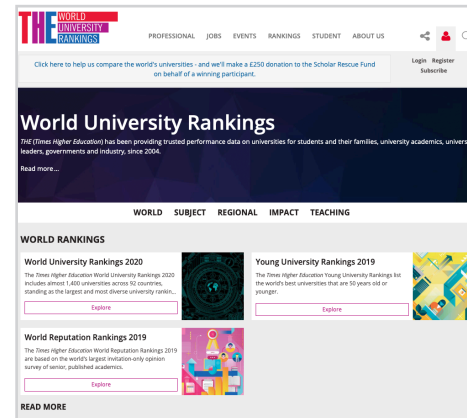 THE WORLD
UNIVERSITY
RANKINGS
PROFESSIONAL JOBS EVENTS RANKINGS STUDENT ABOUT US
Click here to help us compare the world's universities - and we'll make a £250 donation to the Scholar Rescue Fund
on behalf of a winning participant.
Login Register
Subscribe
World University Rankings
THE (Times Higher Education) has been providing trusted performance data on universities for students and their families, university academics, univers
leaders, governments and industry, since 2004.
Read more...
WORLD SUBJECT REGIONAL IMPACT TEACHING
WORLD RANKINGS
World University Rankings 2020
The Times Higher Education World University Rankings 2020
includes almost 1,400 universities across 92 countries,
standing as the largest and most diverse university rankin...
Explore
Young University Rankings 2019
The Times Higher Education Young University Rankings list
the world's best universities that are 50 years old or
younger.
Explore
World Reputation Rankings 2019
The Times Higher Education World Reputation Rankings 2019
are based on the world's largest invitation-only opinion
survey of senior, published academics.
Explore
READ MORE